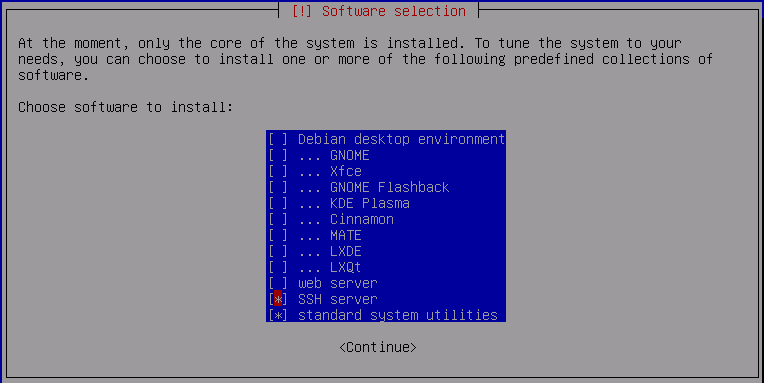 [!] Software selection
At the moment, only the core of the system is installed. To tune the system to your
needs, you can choose to install one or more of the following predefined collections of
software.
Choose software to install:
[ ] Debian desktop environment
[ ] ... GNOME
[ ] ... Xfce
[ ] ... GNOME Flashback
[ ] ... KDE Plasma
[ ] ... Cinnamon
[ ] ... MATE
[ ] ... LXDE
[ ] ... LXQt
[ ] web server
[*] SSH server
[*] standard system utilities
<Continue>